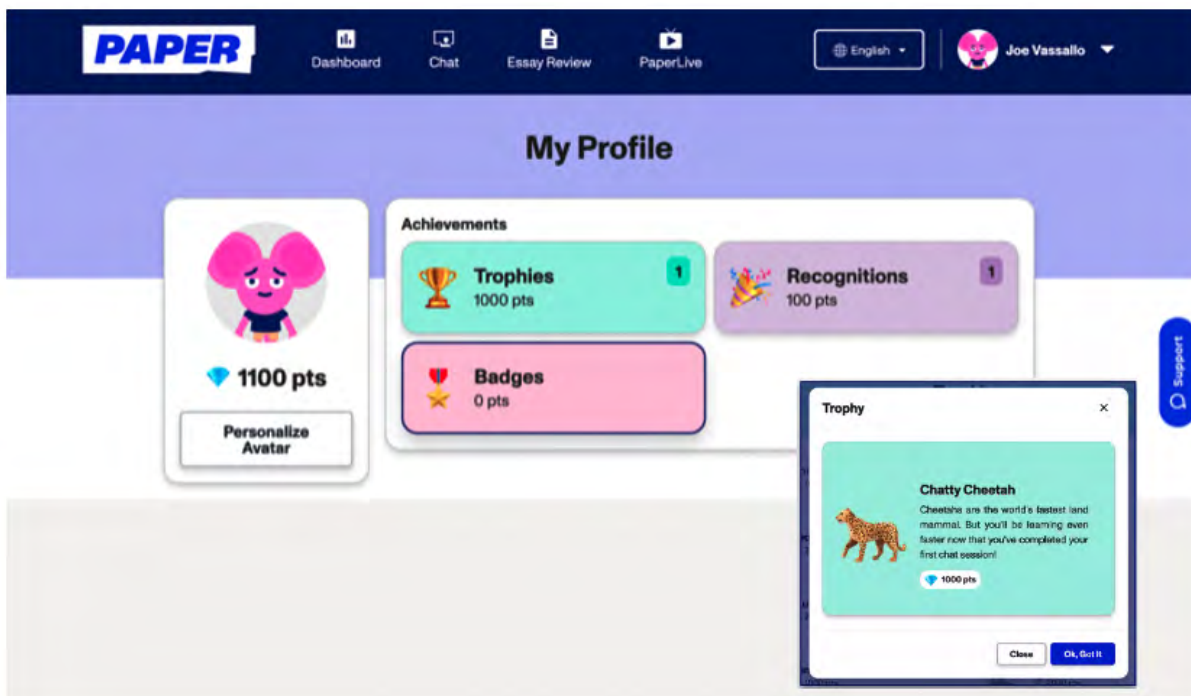 PAPER
Dashboard
Chat
Essay Review
PaperLive
English
Joe Vassallo
My Profile
1100 pts
Personalize
Avatar
Achievements
Trophies
1000 pts
1
Recognitions
100 pts
1
Badges
0 pts
Support
Trophy
Chatty Cheetah
Cheetahs are the world's fastest land
mammal. But you'll be learning even
faster now that you've completed your
first chat session!
1000 pts
Close
Ok, Got It